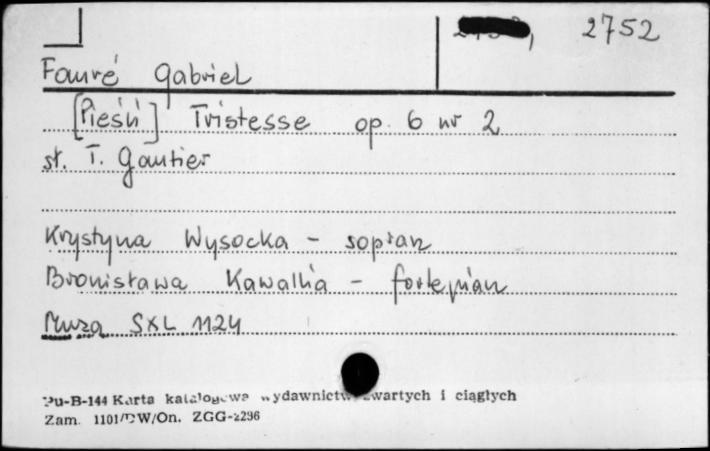 2752
Fauré Gabriel
[Pieśń] Tristesse op. 6 nr 2
sł. T. Gautier
Krystyna Wysocka - sopran
Bronisława Kawalla - fortepian
Muza SXL 1124
Pu-B-144 Karta katalogowa wydawnictw zwartych i ciągłych
Zam. 1101/DW/On. ZGG-2296